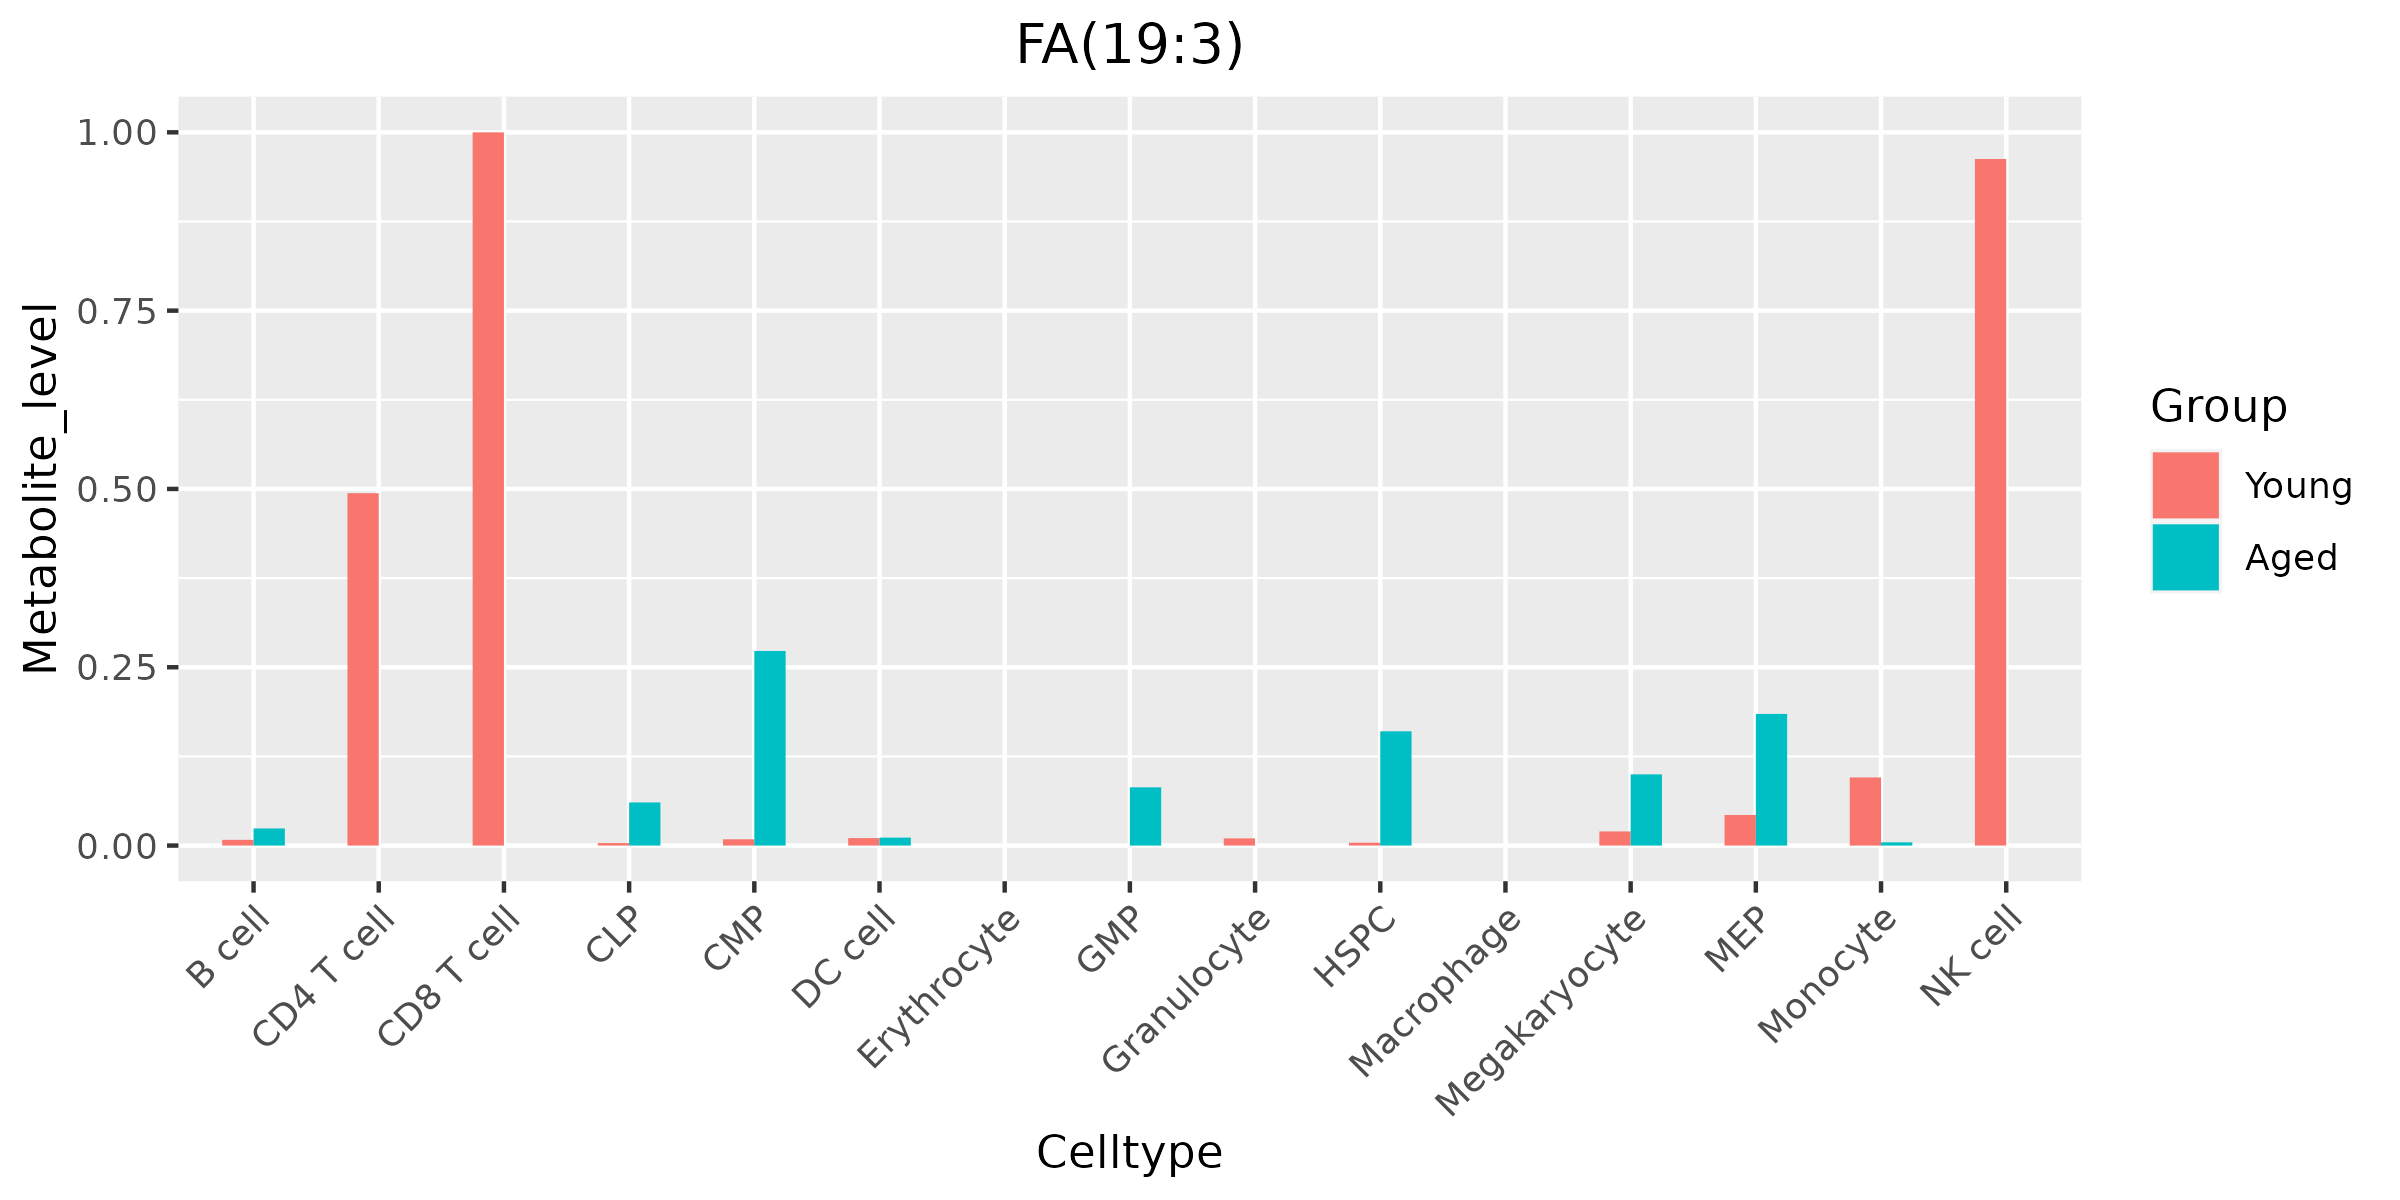 FA(19:3)
Metabolite_level
1.00
0.75
0.50
0.25
0.00
B cell
CD4 T cell
CD8 T cell
CLP
CMP
DC cell
Erythrocyte
GMP
Granulocyte
HSPC
Macrophage
Megakaryocyte
MEP
Monocyte
NK cell
Celltype
Group
Young
Aged